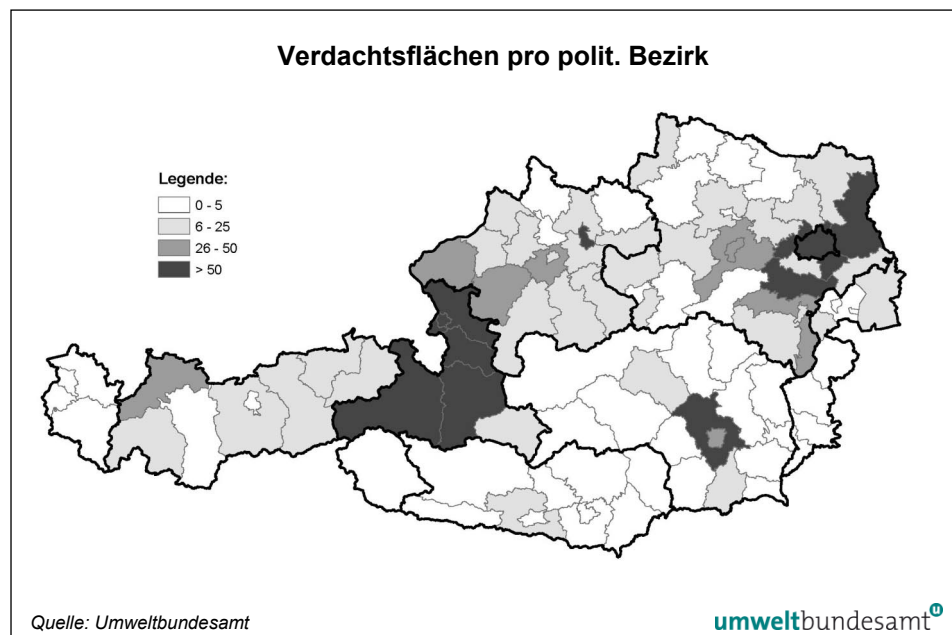 Verdachtsflächen pro polit. Bezirk
Legende:
0 - 5
6 - 25
26 - 50
> 50
Quelle: Umweltbundesamt
umweltbundesamt
u